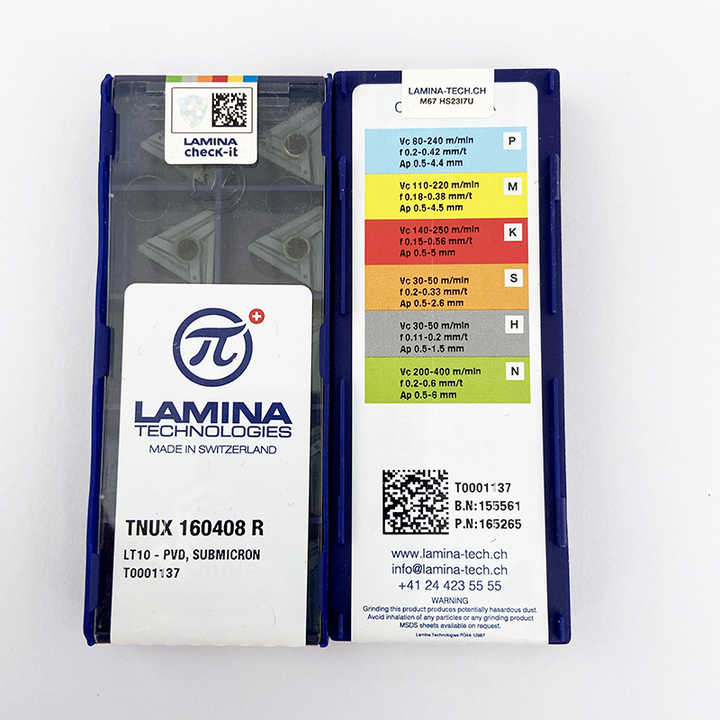 LAMINA
check-it
π
LAMINA
TECHNOLOGIES
MADE IN SWITZERLAND
TNUX 160408 R
LT10 - PVD, SUBMICRON
T0001137
LAMINA-TECH.CH
M67 HS23I7U
Vc 80-240 m/min
f 0.2-0.42 mm/t
Ap 0.5-4.4 mm
P
Vc 110-220 m/min
f 0.18-0.38 mm/t
Ap 0.5-4.5 mm
M
Vc 140-250 m/min
f 0.15-0.56 mm/t
Ap 0.5-5 mm
K
Vc 30-50 m/min
f 0.2-0.33 mm/t
Ap 0.5-2.6 mm
S
Vc 30-50 m/min
f 0.11-0.2 mm/t
Ap 0.5-1.5 mm
H
Vc 200-400 m/min
f 0.2-0.6 mm/t
Ap 0.5-6 mm
N
T0001137
B.N:155561
P.N:165265
www.lamina-tech.ch
info@lamina-tech.ch
+41 24 423 55 55
WARNING
Grinding this product produces potentially hazardous dust.
Avoid inhalation of any particles or any grinding product
MSDS sheets available on request.
Lamina Technologies